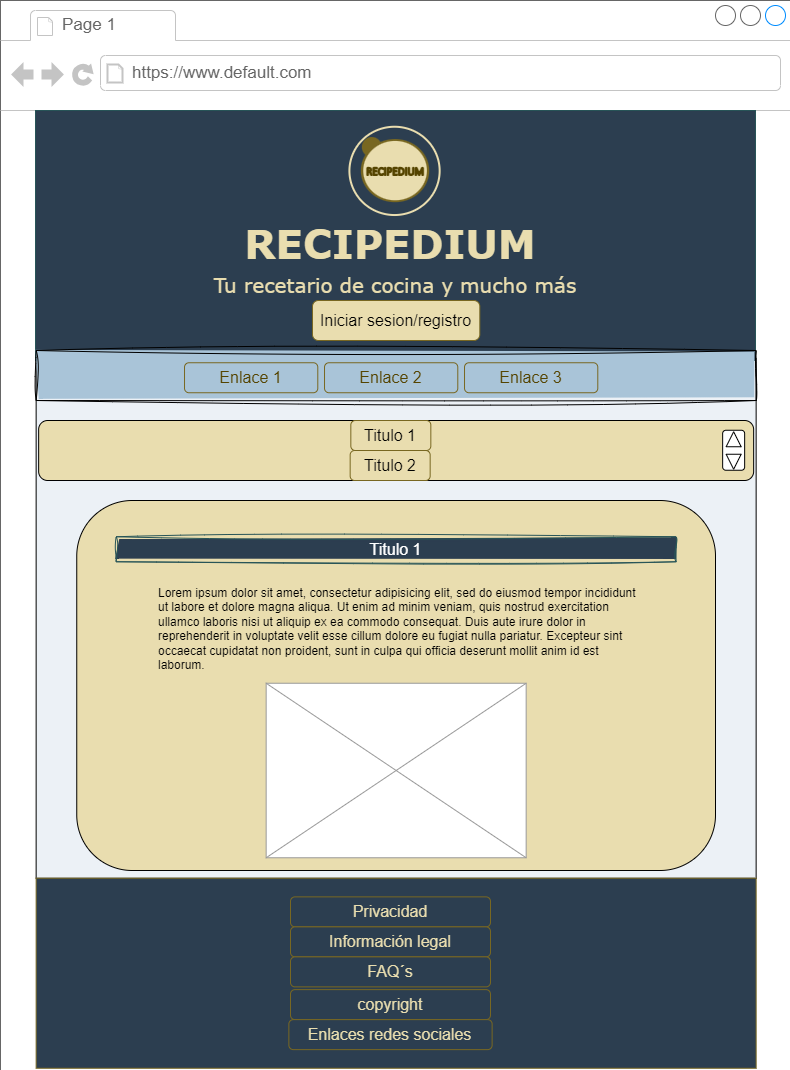 Page 1
https://www.default.com
RECIPEDIUM
RECIPEDIUM
Tu recetario de cocina y mucho más
Iniciar sesion/registro
Enlace 1 Enlace 2 Enlace 3
Titulo 1
Titulo 2
Titulo 1
Lorem ipsum dolor sit amet, consectetur adipisicing elit, sed do eiusmod tempor incididunt
ut labore et dolore magna aliqua. Ut enim ad minim veniam, quis nostrud exercitation
ullamco laboris nisi ut aliquip ex ea commodo consequat. Duis aute irure dolor in
reprehenderit in voluptate velit esse cillum dolore eu fugiat nulla pariatur. Excepteur sint
occaecat cupidatat non proident, sunt in culpa qui officia deserunt mollit anim id est
laborum.
Privacidad
Información legal
FAQ´s
copyright
Enlaces redes sociales